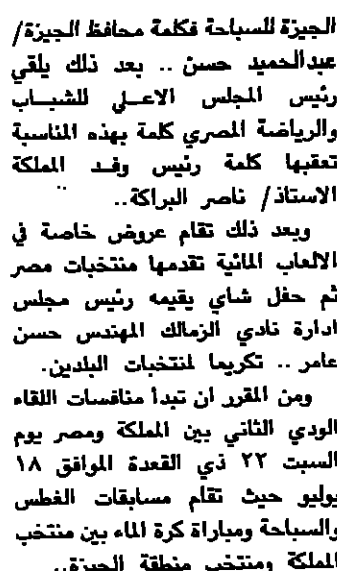 الجيزة للسباحة فكلمة محافظ الجيزة/
عبدالحميد حسن .. بعد ذلك يلقي
رئيس المجلس الاعلى للشباب
والرياضة المصري كلمة بهذه المناسبة
تعقبها كلمة رئيس وفد المملكة
الاستاذ/ ناصر البراكة..
وبعد ذلك تقام عروض خاصة في
الالعاب المائية تقدمها منتخبات مصر
ثم حفل شاي يقيمه رئيس مجلس
ادارة نادي الزمالك المهندس حسن
عامر .. تكريما لمنتخبات البلدين.
ومن المقرر ان تبدأ منافسات اللقاء
الودي الثاني بين المملكة ومصر يوم
السبت ٢٢ ذي القعدة الموافق ١٨
يوليو حيث تقام مسابقات الغطس
والسباحة ومباراة كرة الماء بين منتخب
المملكة ومنتخب منطقة الجيزة..